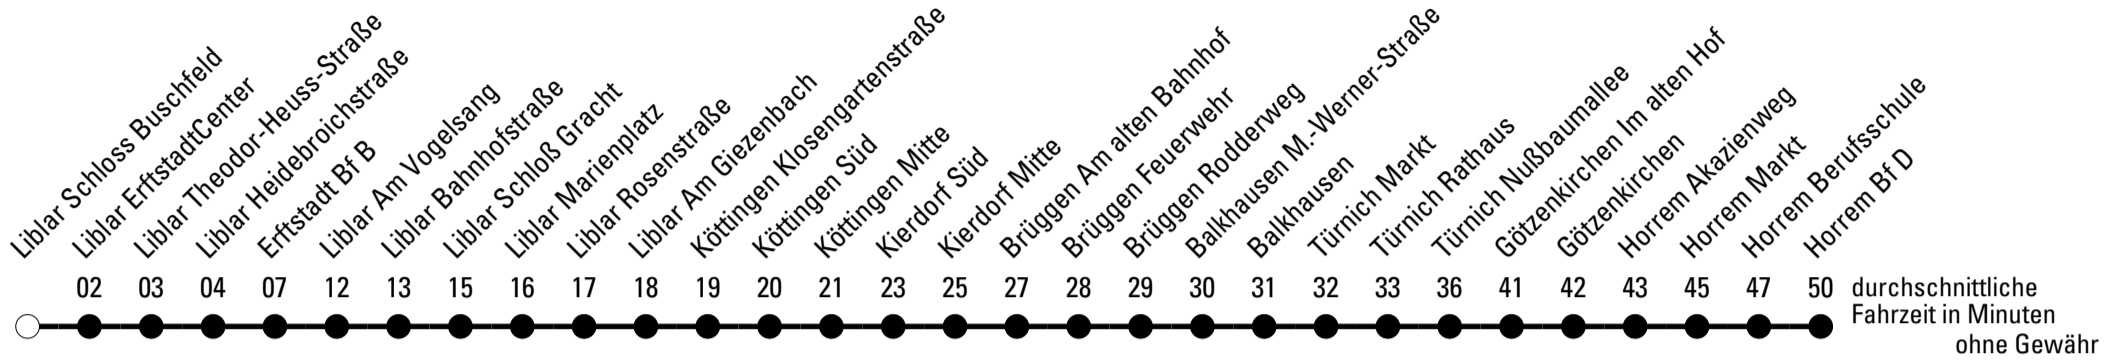 Liblar Schloss Buschfeld
Liblar ErftstadtCenter
Liblar Theodor-Heuss-Straße
Liblar Heidebroichstraße
Erftstadt Bf B
Liblar Am Vogelsang
Liblar Bahnhofstraße
Liblar Schloß Gracht
Liblar Marienplatz
Liblar Rosenstraße
Liblar Am Giezenbach
Köttingen Klosengartenstraße
Köttingen Süd
Köttingen Mitte
Kierdorf Süd
Kierdorf Mitte
Brüggen Am alten Bahnhof
Brüggen Feuerwehr
Brüggen Rodderweg
Balkhausen M.-Werner-Straße
Balkhausen
Türnich Markt
Türnich Rathaus
Türnich Nußbaumallee
Götzenkirchen Im alten Hof
Götzenkirchen
Horrem Akazienweg
Horrem Markt
Horrem Berufsschule
Horrem Bf D
02 03 04 07 12 13 15 16 17 18 19 20 21 23 25 27 28 29 30 31 32 33 36 41 42 43 45 47 50 durchschnittliche
Fahrzeit in Minuten
ohne Gewähr